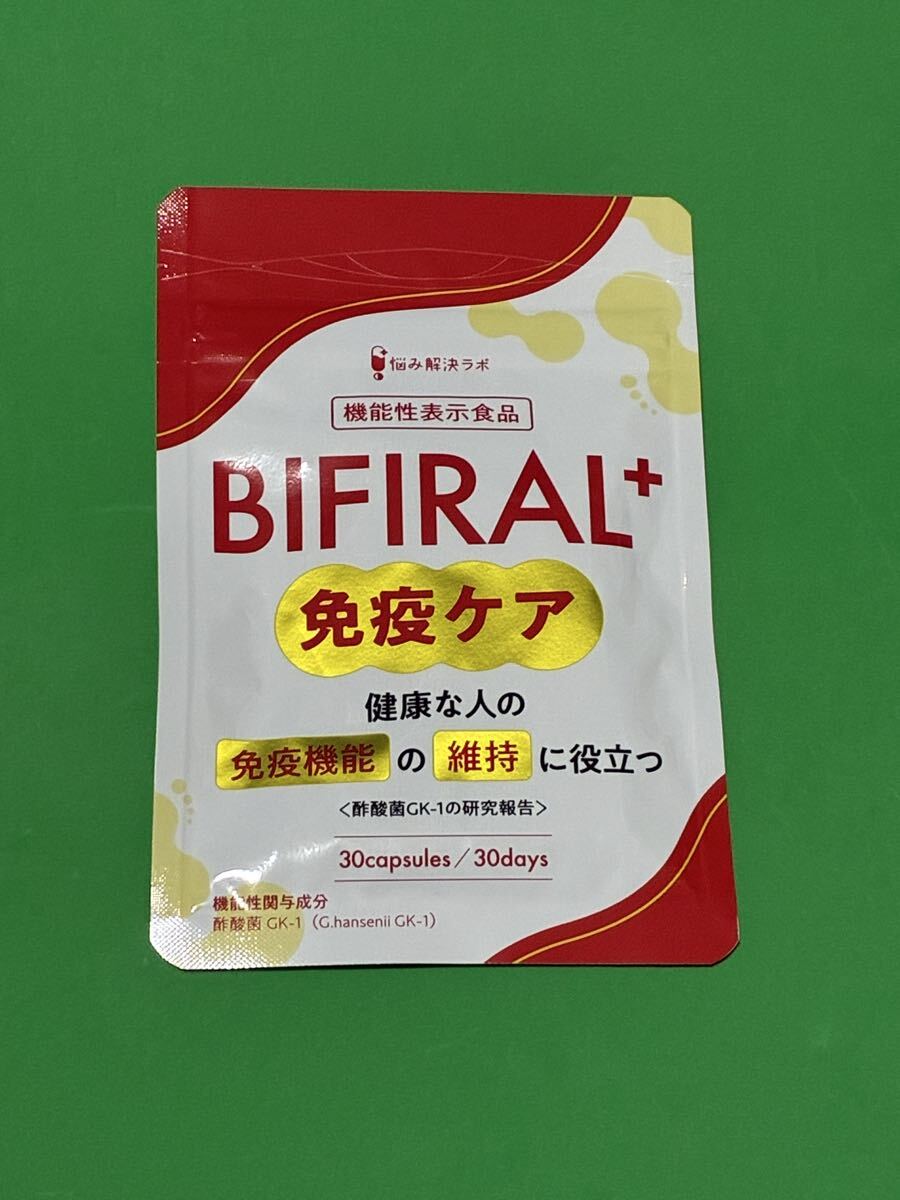 悩み解決ラボ
機能性表示食品
BIFIRAL+
免疫ケア
健康な人の
免疫機能の維持に役立つ
<酢酸菌GK-1の研究報告>
30capsules/30days
機能性関与成分
酢酸菌 GK-1（G.hansenii GK-1）